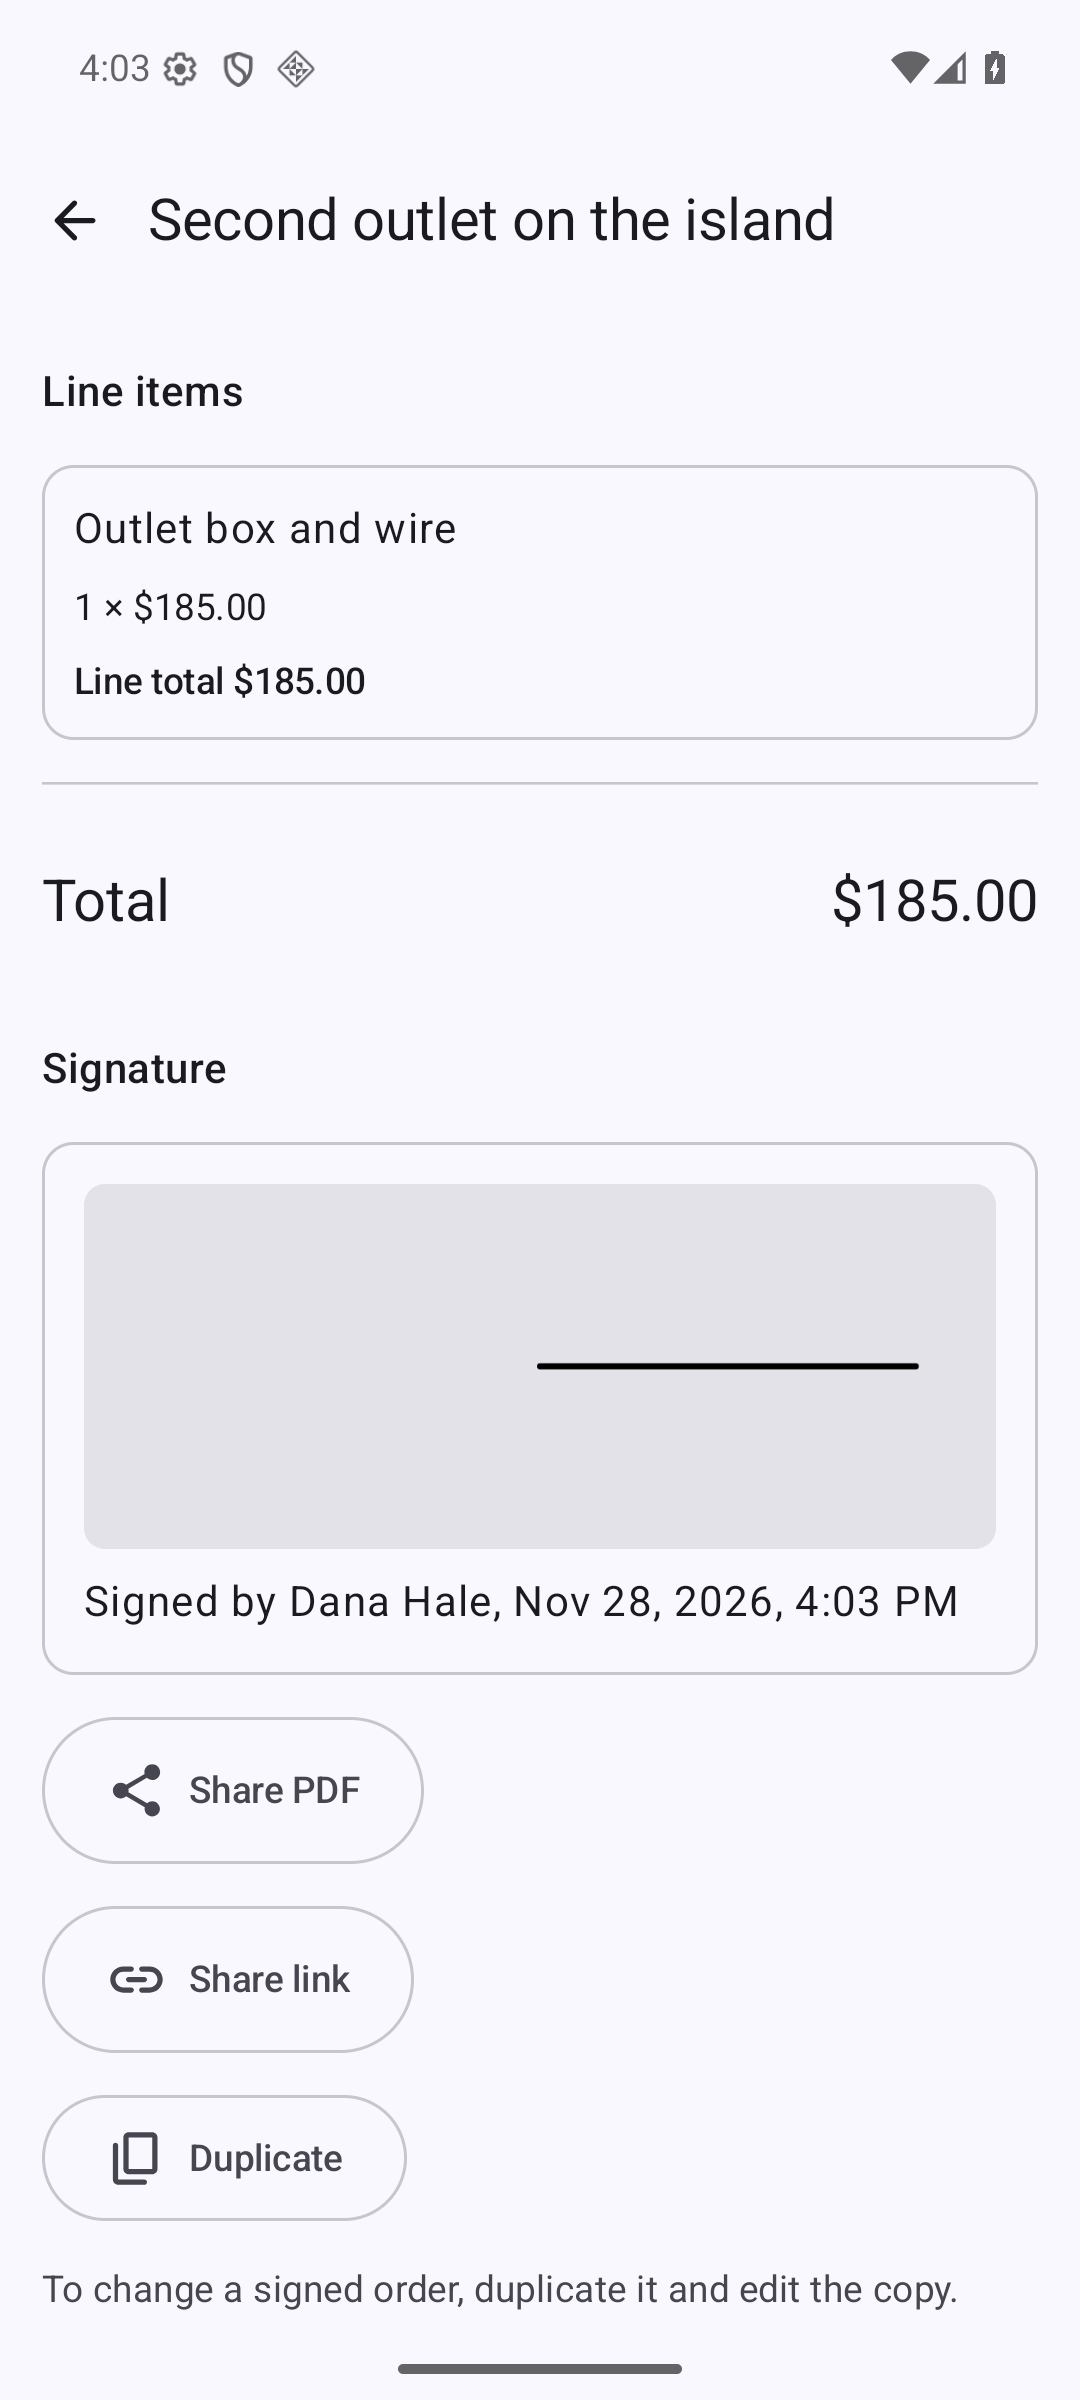 4:03
Second outlet on the island
Line items
Outlet box and wire
1 × $185.00
Line total $185.00
Total $185.00
Signature
Signed by Dana Hale, Nov 28, 2026, 4:03 PM
Share PDF
Share link
Duplicate
To change a signed order, duplicate it and edit the copy.